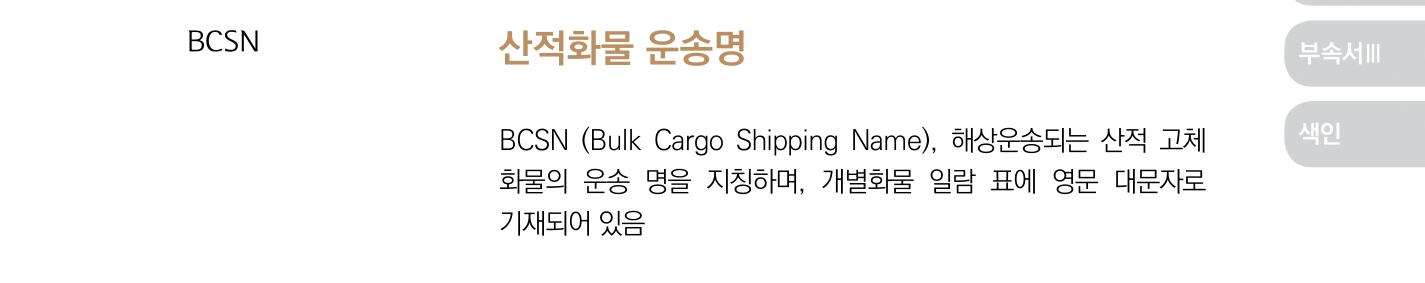 BCSN
산적화물 운송명
BCSN (Bulk Cargo Shipping Name), 해상운송되는 산적 고체
화물의 운송 명을 지칭하며, 개별화물 일람 표에 영문 대문자로
기재되어 있음
부속서Ⅲ
색인